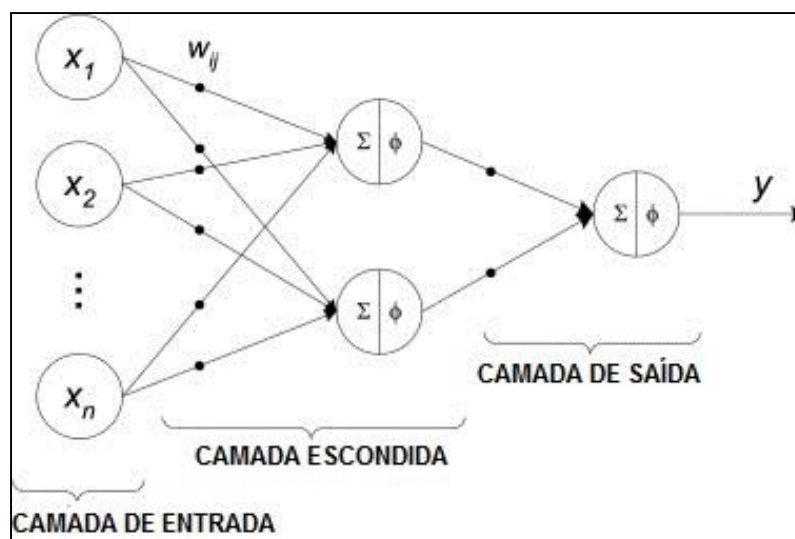 x1
wij
Σ ϕ
x2
Σ ϕ
y
⋮
Σ ϕ
xn
CAMADA DE SAÍDA
CAMADA ESCONDIDA
CAMADA DE ENTRADA